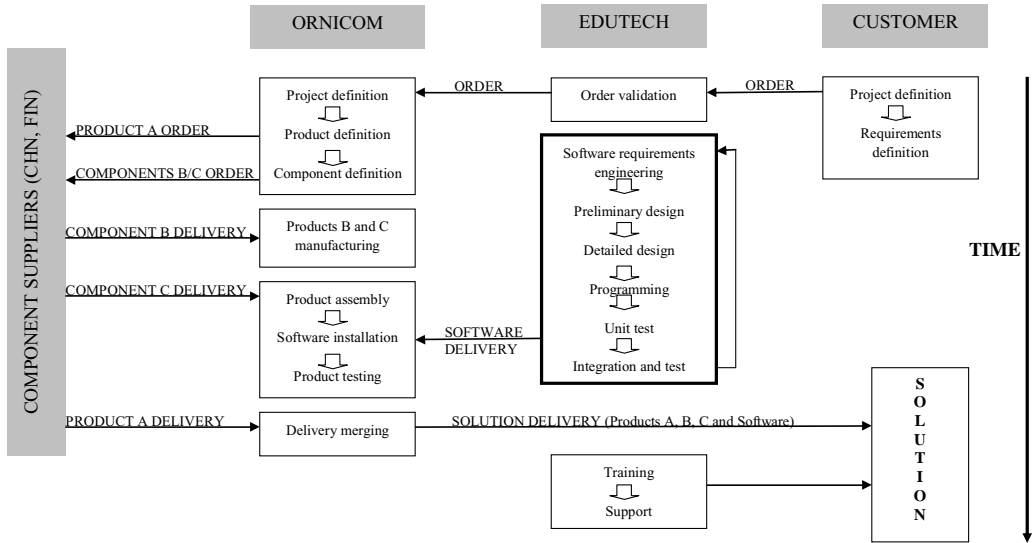 ORNICOM
EDUTECH
CUSTOMER
COMPONENT SUPPLIERS (CHN, FIN)
Project definition
Product definition
Component definition
ORDER
Order validation
ORDER
Project definition
Requirements
definition
PRODUCT A ORDER
COMPONENTS B/C ORDER
Software requirements
engineering
Preliminary design
Detailed design
Programming
Unit test
Integration and test
COMPONENT B DELIVERY
Products B and C
manufacturing
TIME
COMPONENT C DELIVERY
Product assembly
Software installation
Product testing
SOFTWARE
DELIVERY
PRODUCT A DELIVERY
Delivery merging
SOLUTION DELIVERY (Products A, B, C and Software)
SOLUTION
Training
Support